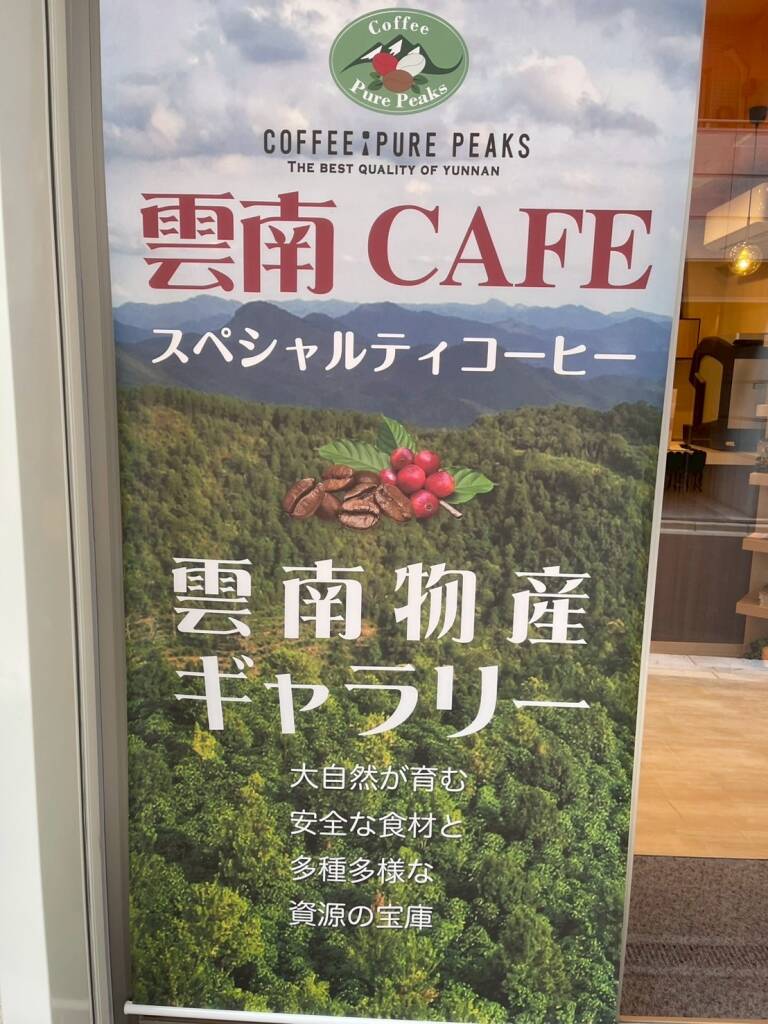 Coffee
Pure Peaks
COFFEE PURE PEAKS
THE BEST QUALITY OF YUNNAN
雲南 CAFE
スペシャルティコーヒー
雲南物産
ギャラリー
大自然が育む
安全な食材と
多種多様な
資源の宝庫